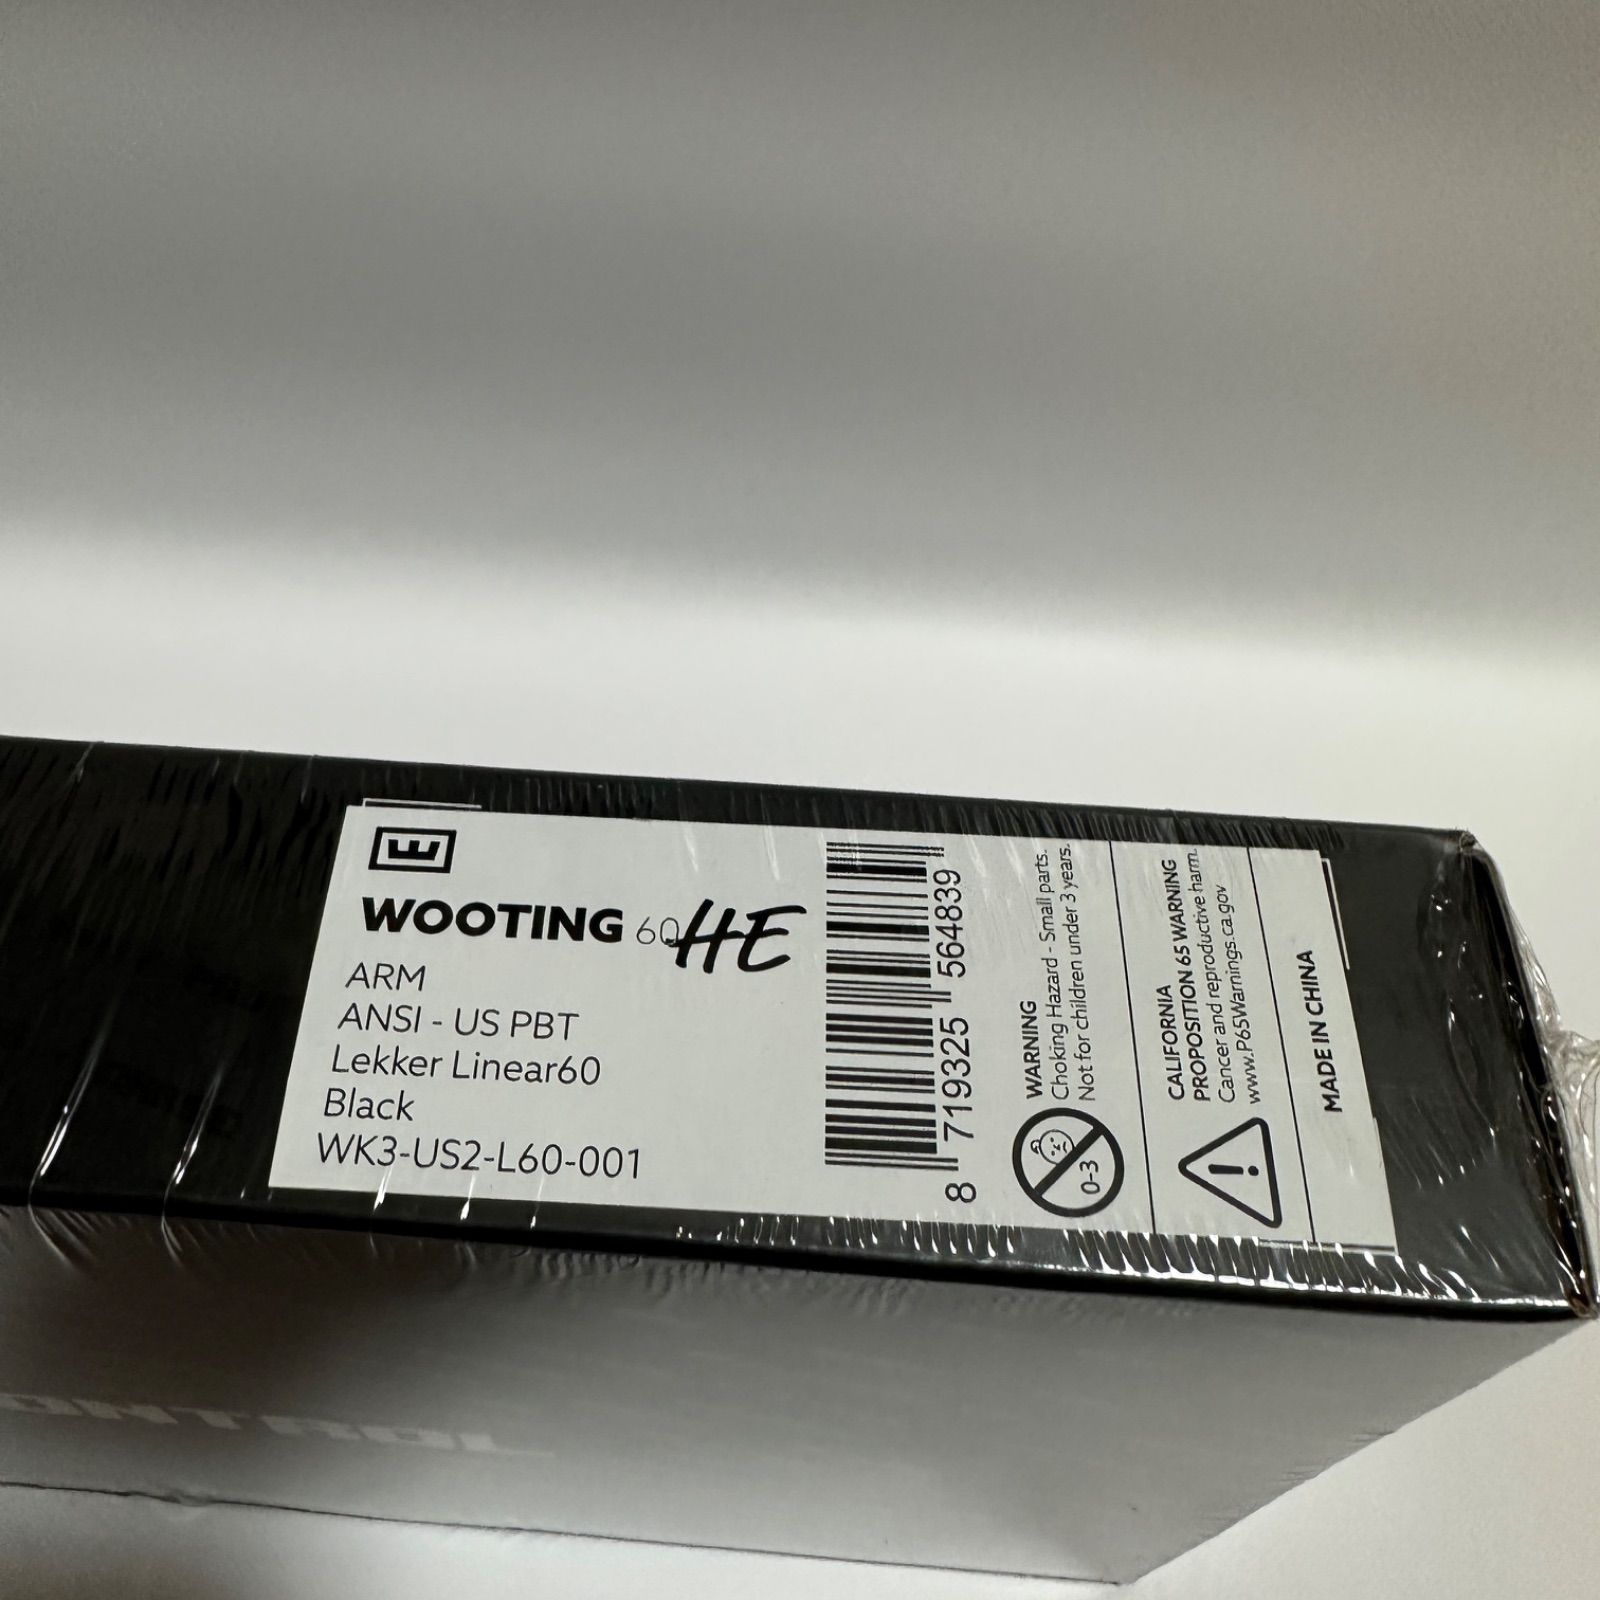 WOOTING 60HE
ARM
ANSI - US PBT
Lekker Linear60
Black
WK3-US2-L60-001
8 719325 564839
0-3
WARNING
Choking Hazard - Small parts.
Not for children under 3 years.
CALIFORNIA
PROPOSITION 65 WARNING
Cancer and reproductive harm.
www.P65Warnings.ca.gov
MADE IN CHINA